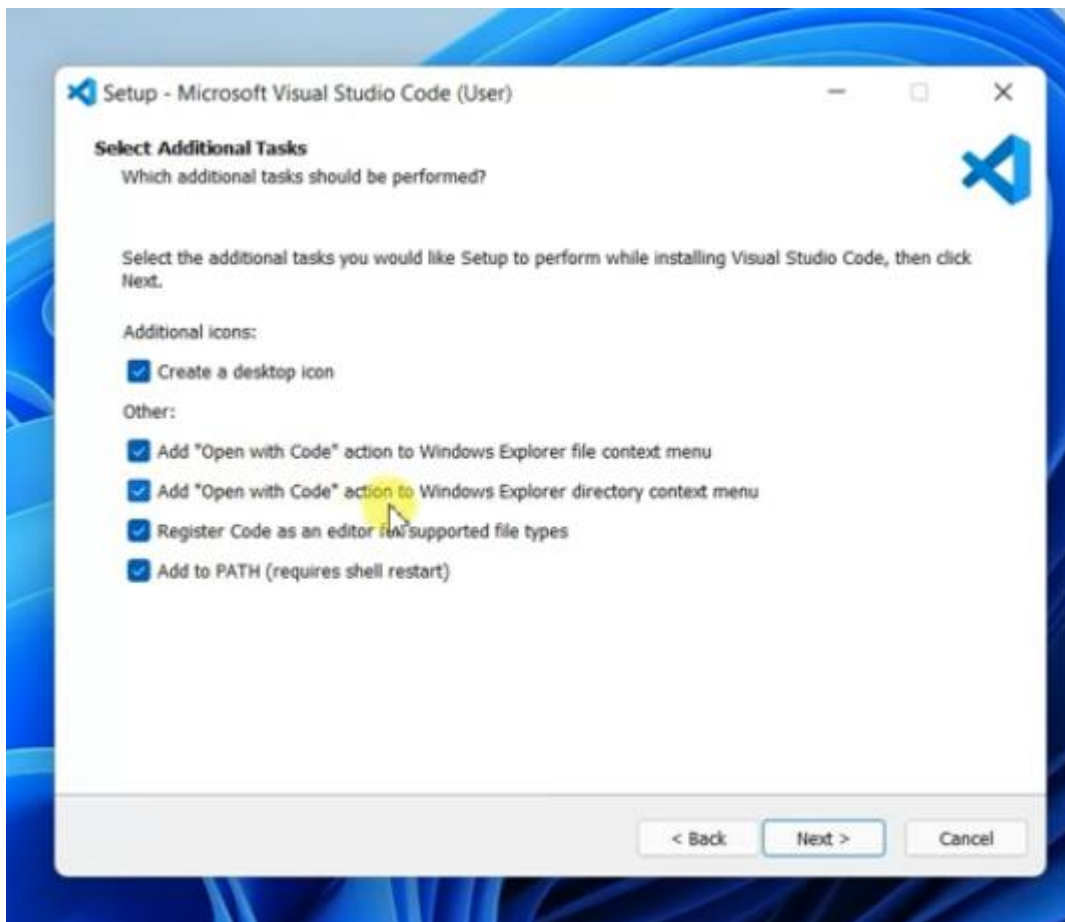 Setup - Microsoft Visual Studio Code (User)
Select Additional Tasks
Which additional tasks should be performed?
Select the additional tasks you would like Setup to perform while installing Visual Studio Code, then click
Next.
Additional icons:
Create a desktop icon
Other:
Add "Open with Code" action to Windows Explorer file context menu
Add "Open with Code" action to Windows Explorer directory context menu
Register Code as an editor for supported file types
Add to PATH (requires shell restart)
< Back
Next >
Cancel